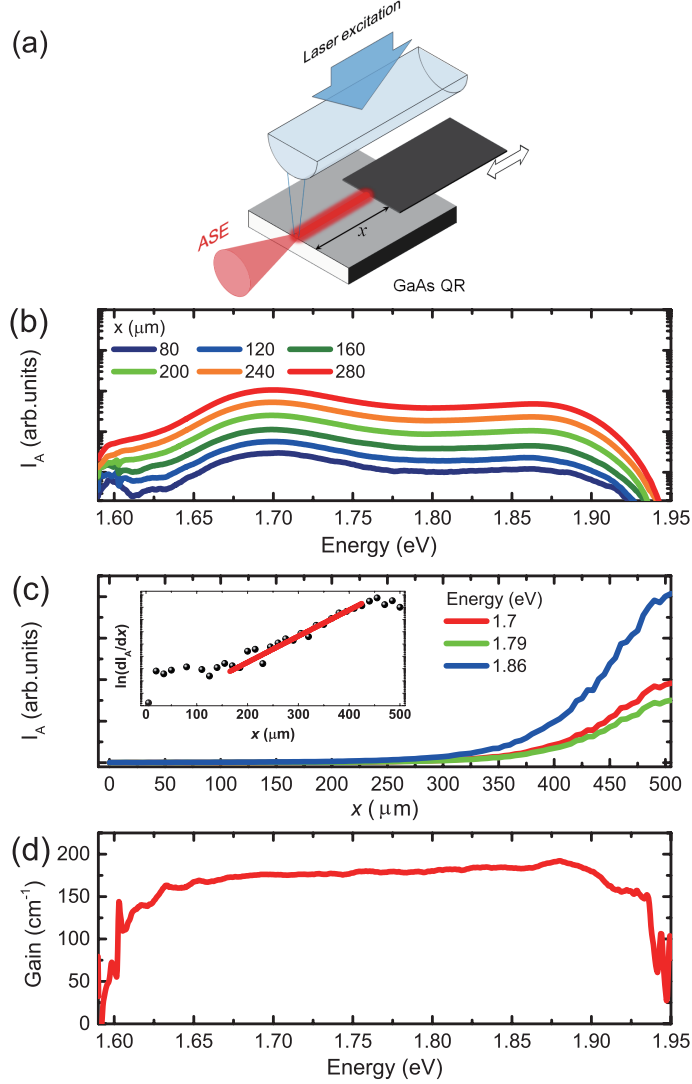 (a)
Laser excitation
x
ASE
GaAs QR
(b)
x (μm)
80 120 160
200 240 280
I_A (arb.units)
1.60 1.65 1.70 1.75 1.80 1.85 1.90 1.95
Energy (eV)
(c)
Energy (eV)
1.7
1.79
1.86
ln(dI_A/dx)
0 100 200 300 400 500
x (μm)
I_A (arb.units)
0 50 100 150 200 250 300 350 400 450 500
x (μm)
(d)
200
150
100
50
0
Gain (cm⁻¹)
1.60 1.65 1.70 1.75 1.80 1.85 1.90 1.95
Energy (eV)